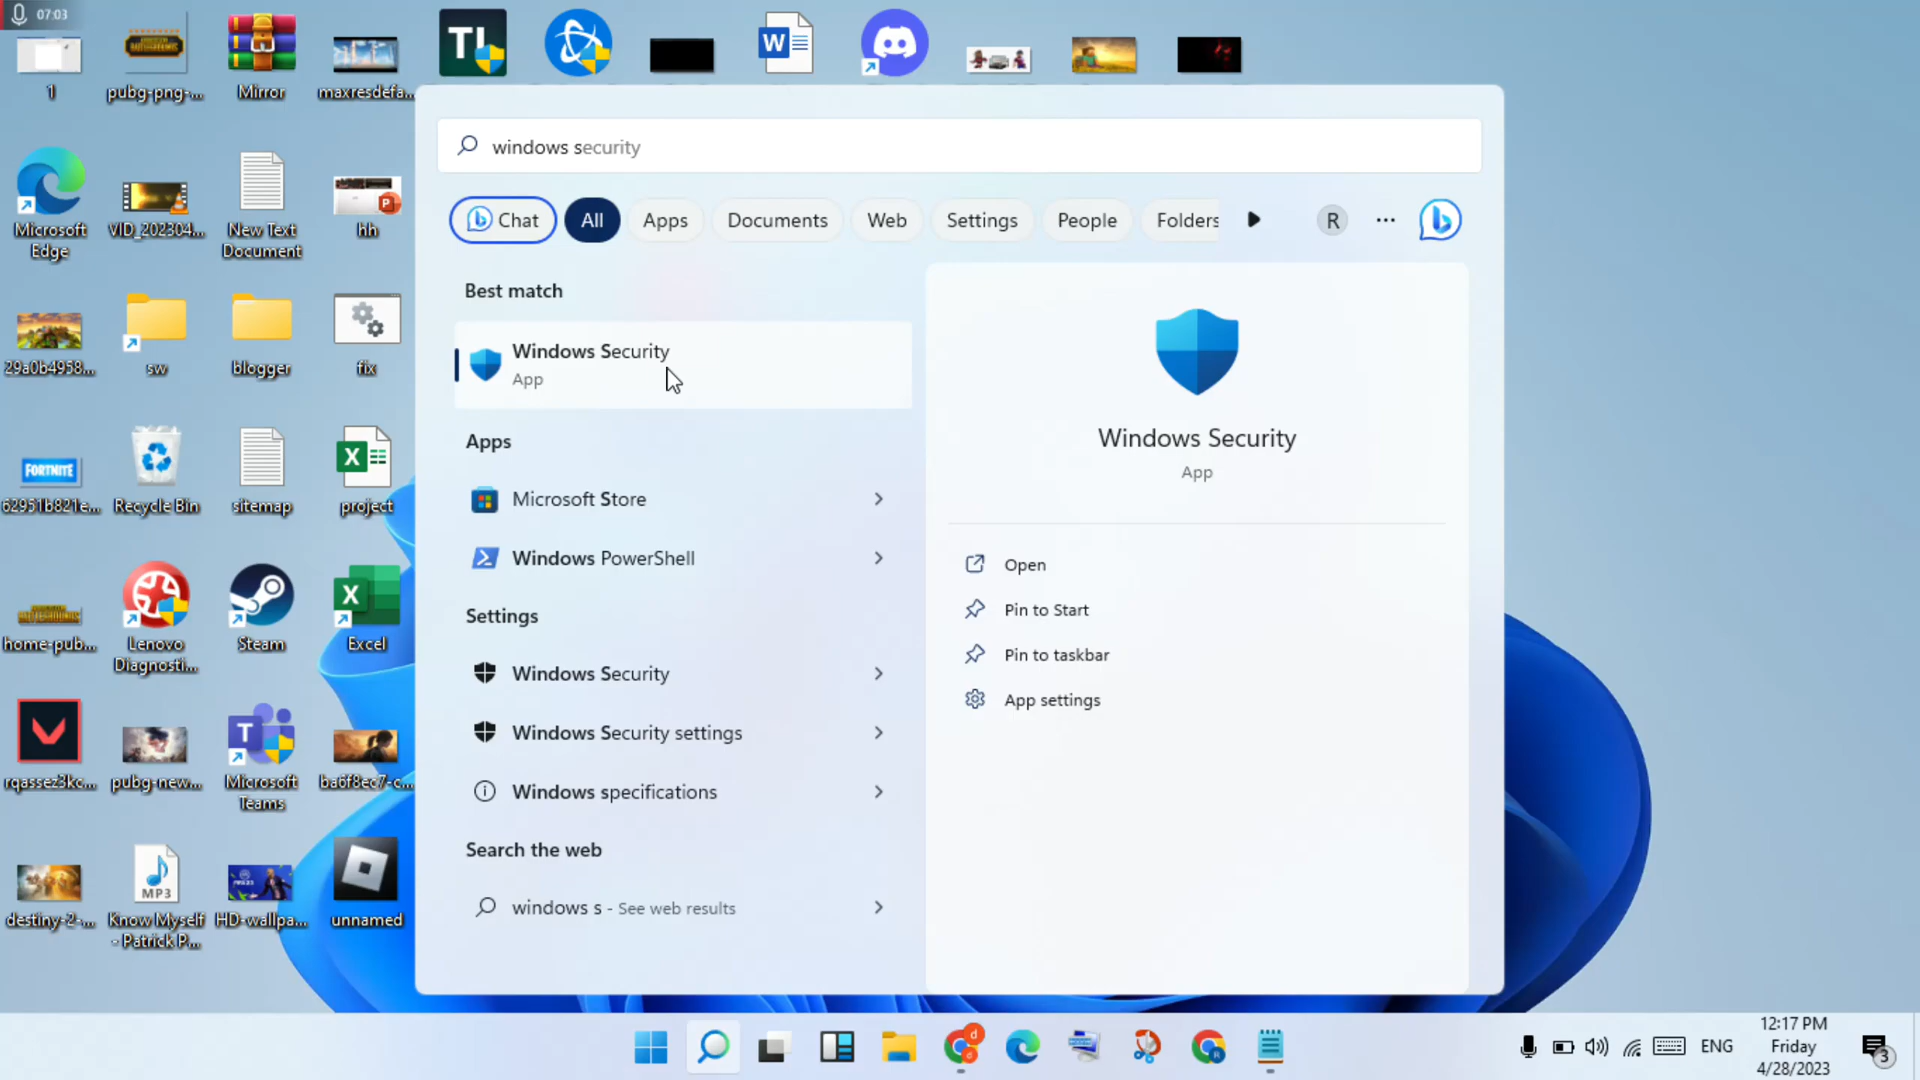 07:03
1
pubg-png-...
Mirror
maxresdefa...
windows security
Chat
All
Apps
Documents
Web
Settings
People
Folders
R
Best match
Windows Security
App
Apps
Microsoft Store
Windows PowerShell
Settings
Windows Security
Windows Security settings
Windows specifications
Search the web
windows s - See web results
Windows Security
App
Open
Pin to Start
Pin to taskbar
App settings
Microsoft
Edge
VID_202304...
New Text
Document
hh
29a0b4958...
sw
blogger
fix
FORTNITE
62951b821e...
Recycle Bin
sitemap
project
home-pub...
Lenovo
Diagnosti...
Steam
Excel
rqassez3kc...
pubg-new...
Microsoft
Teams
ba6f8ec7-c...
MP3
destiny-2-...
Know Myself
- Patrick P...
HD-wallpa...
unnamed
ENG
12:17 PM
Friday
4/28/2023
3